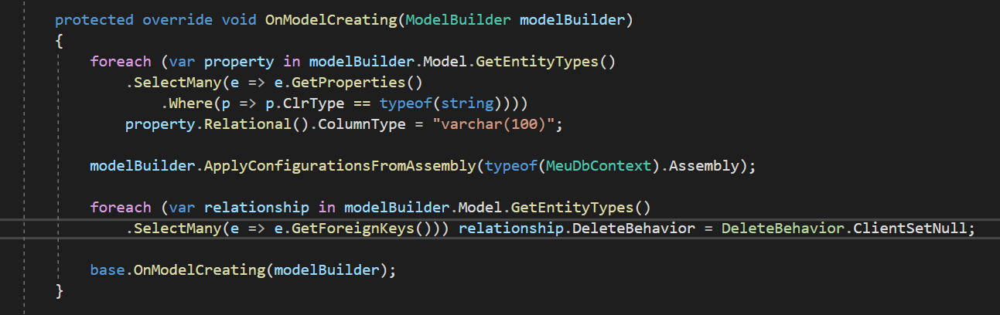 protected override void OnModelCreating(ModelBuilder modelBuilder)
{
foreach (var property in modelBuilder.Model.GetEntityTypes()
.SelectMany(e => e.GetProperties()
.Where(p => p.ClrType == typeof(string))))
property.Relational().ColumnType = "varchar(100)";
modelBuilder.ApplyConfigurationsFromAssembly(typeof(MeuDbContext).Assembly);
foreach (var relationship in modelBuilder.Model.GetEntityTypes()
.SelectMany(e => e.GetForeignKeys())) relationship.DeleteBehavior = DeleteBehavior.ClientSetNull;
base.OnModelCreating(modelBuilder);
}